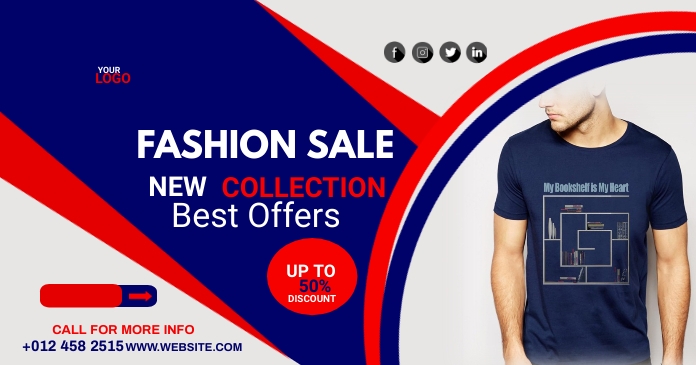 YOUR
LOGO
FASHION SALE
NEW COLLECTION
Best Offers
UP TO
50%
DISCOUNT
CALL FOR MORE INFO
+012 458 2515 WWW.WEBSITE.COM
My Bookshelf is My Heart